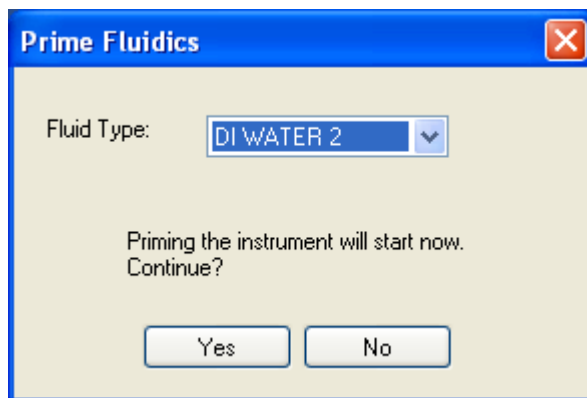 Prime Fluidics
Fluid Type: DI WATER 2
Priming the instrument will start now.
Continue?
Yes No